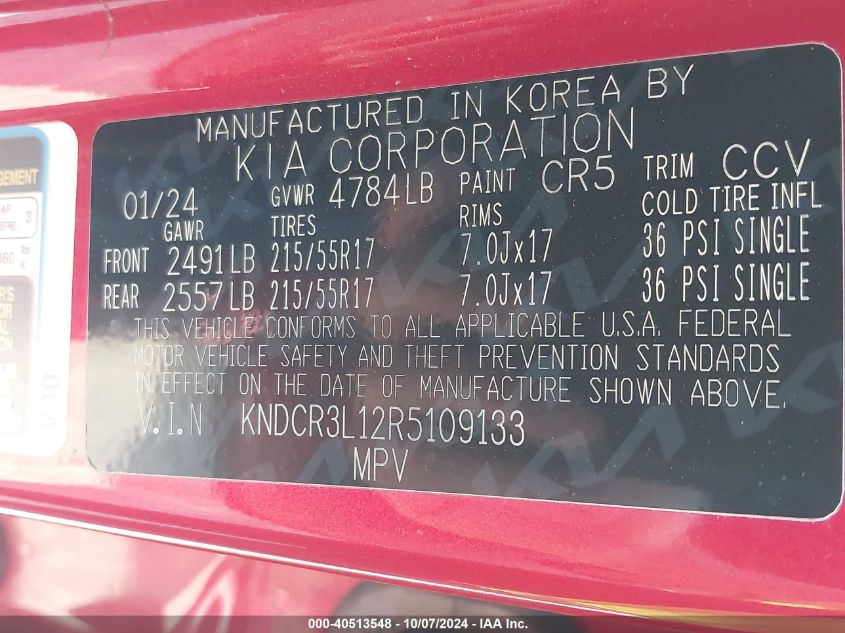 MANUFACTURED IN KOREA BY
KIA CORPORATION
01/24 GVWR 4784LB PAINT CR5 TRIM CCV
GAWR TIRES RIMS COLD TIRE INFL
FRONT 2491LB 215/55R17 7.0Jx17 36 PSI SINGLE
REAR 2557LB 215/55R17 7.0Jx17 36 PSI SINGLE
THIS VEHICLE CONFORMS TO ALL APPLICABLE U.S.A. FEDERAL
MOTOR VEHICLE SAFETY AND THEFT PREVENTION STANDARDS
IN EFFECT ON THE DATE OF MANUFACTURE SHOWN ABOVE.
V.I.N KNDCR3L12R5109133
MPV
3
V30
000-40513548 - 10/07/2024 - IAA Inc.